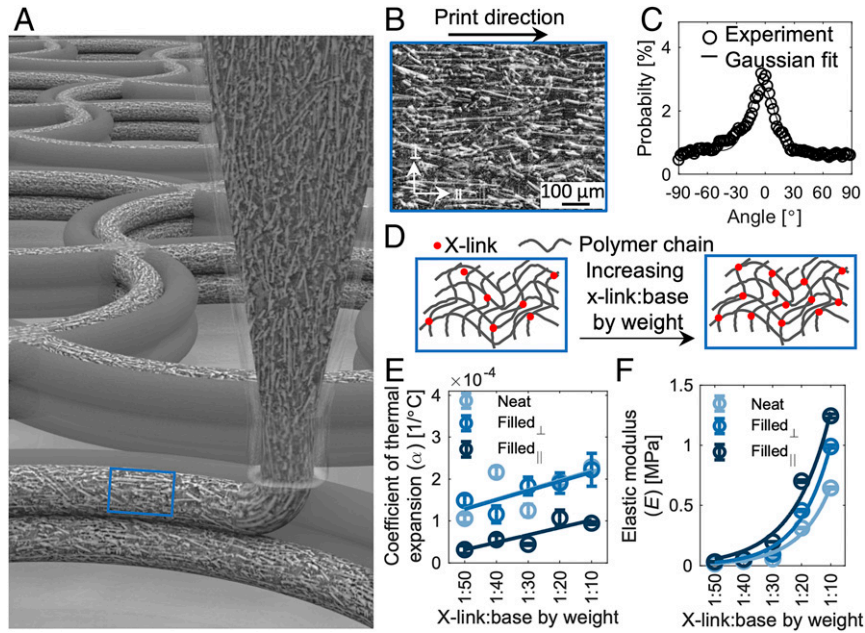 A
B
Print direction
⊥
||
100 μm
C
Probabilty [%]
4
2
0
Experiment
Gaussian fit
-90
-60
-30
0
30
60
90
Angle [°]
D
X-link
Polymer chain
Increasing
x-link:base
by weight
E
Coefficient of thermal
expansion (α) [1/°C]
×10⁻⁴
4
3
2
1
0
Neat
Filled⊥
Filled||
1:50
1:40
1:30
1:20
1:10
X-link:base by weight
F
Elastic modulus
(E) [MPa]
1.5
1
0.5
0
Neat
Filled⊥
Filled||
1:50
1:40
1:30
1:20
1:10
X-link:base by weight